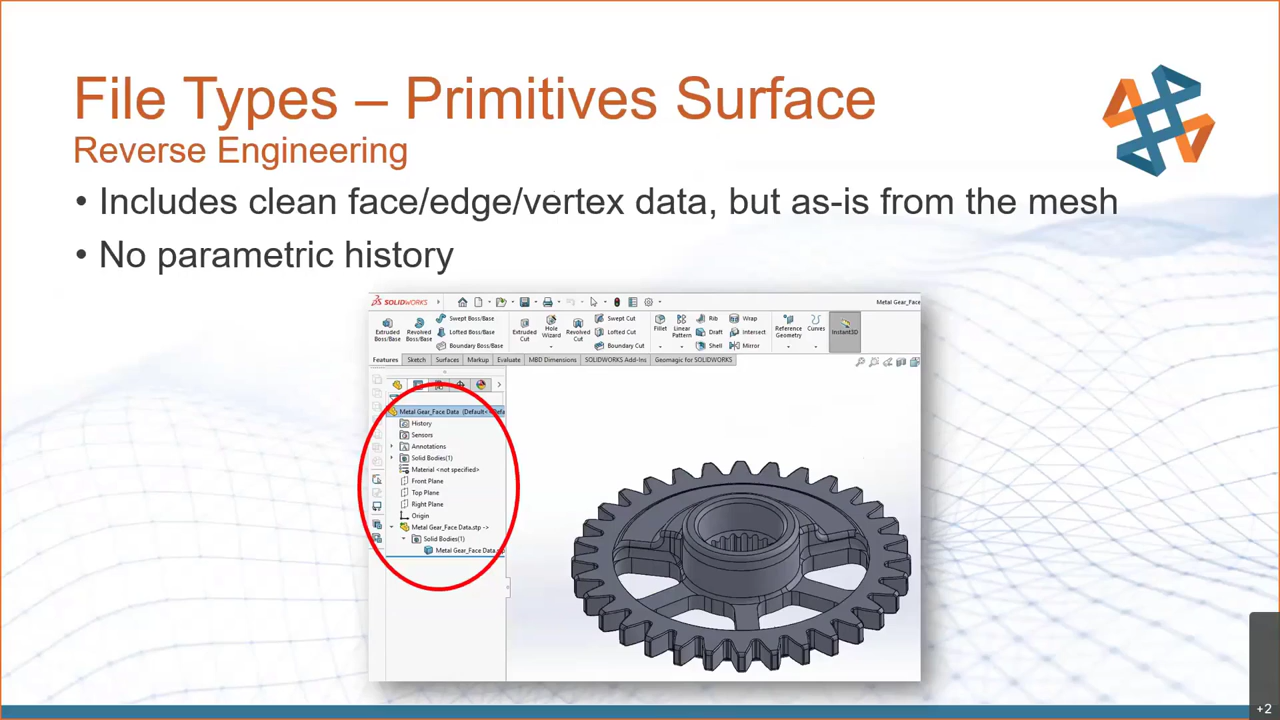 File Types – Primitives Surface
Reverse Engineering
• Includes clean face/edge/vertex data, but as-is from the mesh
• No parametric history
SOLIDWORKS
Metal Gear_Face
Extruded Boss/Base
Revolved Boss/Base
Swept Boss/Base
Lofted Boss/Base
Boundary Boss/Base
Extruded Cut
Hole Wizard
Revolved Cut
Swept Cut
Lofted Cut
Boundary Cut
Fillet
Linear Pattern
Rib
Draft
Shell
Wrap
Intersect
Mirror
Reference Geometry
Curves
Instant3D
Features Sketch Surfaces Markup Evaluate MBD Dimensions SOLIDWORKS Add-Ins Geomagic for SOLIDWORKS
Metal Gear_Face Data (Default<<Defa
History
Sensors
Annotations
Solid Bodies(1)
Material <not specified>
Front Plane
Top Plane
Right Plane
Origin
Metal Gear_Face Data.stp ->
Solid Bodies(1)
Metal Gear_Face Data.s
+2